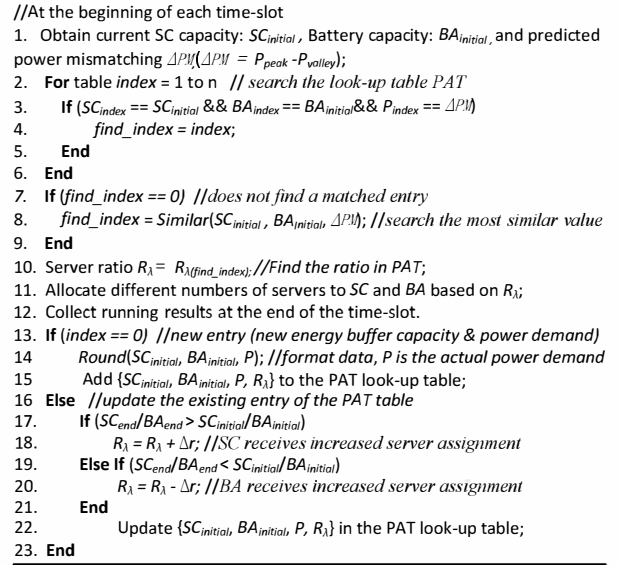 //At the beginning of each time-slot
1. Obtain current SC capacity: SCinitial, Battery capacity: BAinitial, and predicted
power mismatching ΔPM,(ΔPM = Ppeak -Pvalley);
2. For table index = 1 to n // search the look-up table PAT
3. If (SCindex == SCinitial && BAindex == BAinitial&& Pindex == ΔPM)
4. find_index = index;
5. End
6. End
7. If (find_index == 0) //does not find a matched entry
8. find_index = Similar(SCinitial , BAInitial, ΔPM); //search the most similar value
9. End
10. Server ratio Rλ = Rλ(find_index); //Find the ratio in PAT;
11. Allocate different numbers of servers to SC and BA based on Rλ;
12. Collect running results at the end of the time-slot.
13. If (index == 0) //new entry (new energy buffer capacity & power demand)
14 Round(SCinitial, BAinitial, P); //format data, P is the actual power demand
15 Add {SCinitial, BAinitial, P, Rλ} to the PAT look-up table;
16 Else //update the existing entry of the PAT table
17. If (SCend/BAend > SCinitial/BAinitial)
18. Rλ = Rλ + Δr; //SC receives increased server assignment
19. Else If (SCend/BAend < SCinitial/BAinitial)
20. Rλ = Rλ - Δr; //BA receives increased server assignment
21. End
22. Update {SCinitial, BAinitial, P, Rλ} in the PAT look-up table;
23. End